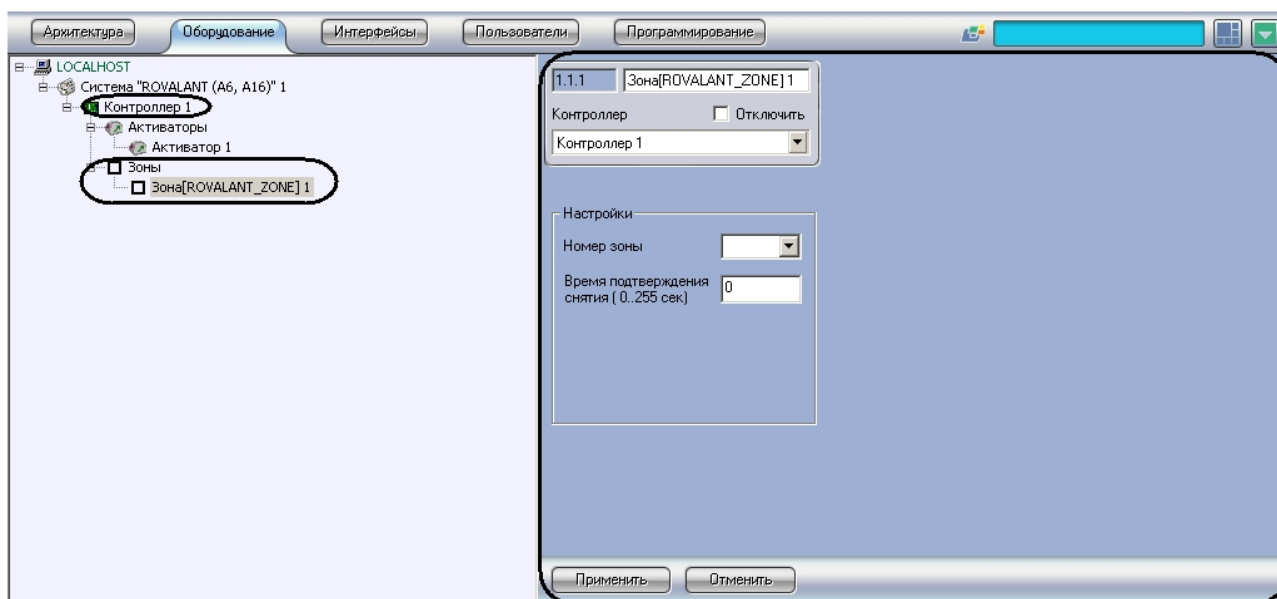 Архитектура
Оборудование
Интерфейсы
Пользователи
Программирование
LOCALHOST
Система "ROVALANT (A6, A16)" 1
Контроллер 1
Активаторы
Активатор 1
Зоны
Зона[ROVALANT_ZONE] 1
1.1.1
Зона[ROVALANT_ZONE] 1
Контроллер
Отключить
Контроллер 1
Настройки
Номер зоны
Время подтверждения
снятия ( 0..255 сек)
0
Применить
Отменить